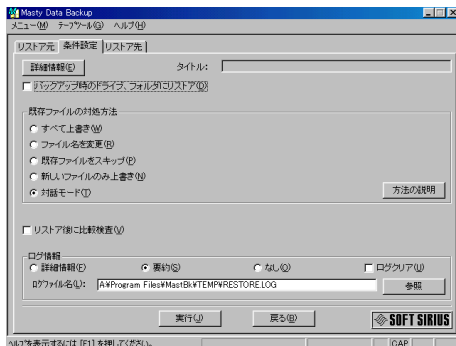 Masty Data Backup
メニュー(M) テープツール(G) ヘルプ(H)
リストア元 条件設定 リストア先
詳細情報(E) タイトル:
バックアップ時のドライブ、フォルダにリストア(D)
既存ファイルの対処方法
すべて上書き(W)
ファイル名を変更(R)
既存ファイルをスキップ(P)
新しいファイルのみ上書き(N)
対話モード(T) 方法の説明
リストア後に比較検査(V)
ログ情報
詳細情報(F) 要約(S) なし(O) ログクリア(U)
ログファイル名(L): A¥Program Files¥MastBk¥TEMP¥RESTORE.LOG 参照
実行(J) 戻る(B) SOFT SIRIUS
ヘルプを表示するには [F1] を押してください。 CAP